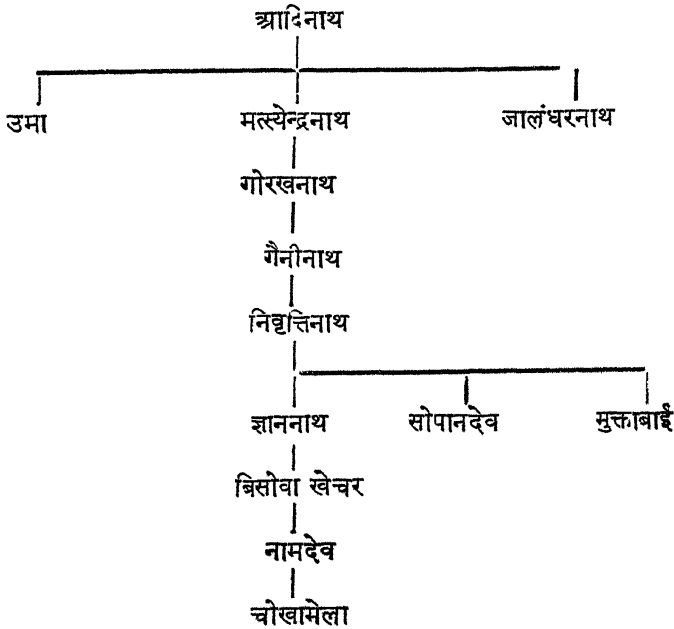 आदिनाथ
उमा मत्स्येन्द्रनाथ जालंधरनाथ
गोरखनाथ
गैनीनाथ
निवृत्तिनाथ
ज्ञाननाथ सोपानदेव मुक्ताबाई
बिसोवा खेचर
नामदेव
चोखामेला